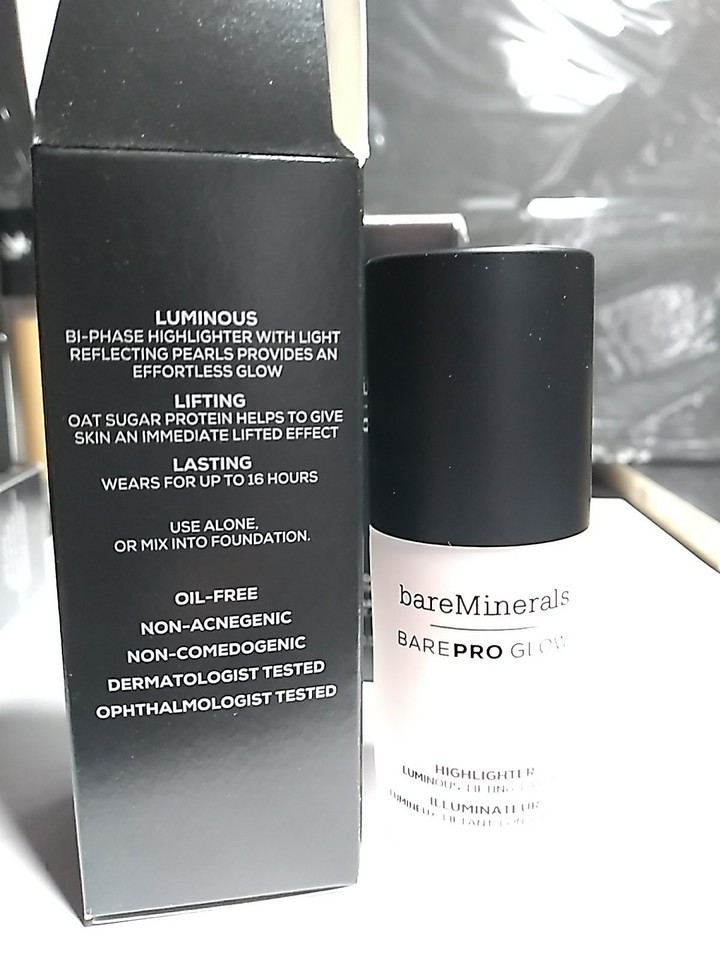 LUMINOUS
BI-PHASE HIGHLIGHTER WITH LIGHT
REFLECTING PEARLS PROVIDES AN
EFFORTLESS GLOW
LIFTING
OAT SUGAR PROTEIN HELPS TO GIVE
SKIN AN IMMEDIATE LIFTED EFFECT
LASTING
WEARS FOR UP TO 16 HOURS
USE ALONE,
OR MIX INTO FOUNDATION.
OIL-FREE
NON-ACNEGENIC
NON-COMEDOGENIC
DERMATOLOGIST TESTED
OPHTHALMOLOGIST TESTED
bareMinerals
BAREPRO GLOW
HIGHLIGHTER
LUMINOUS LIFTING
ILLUMINATEUR